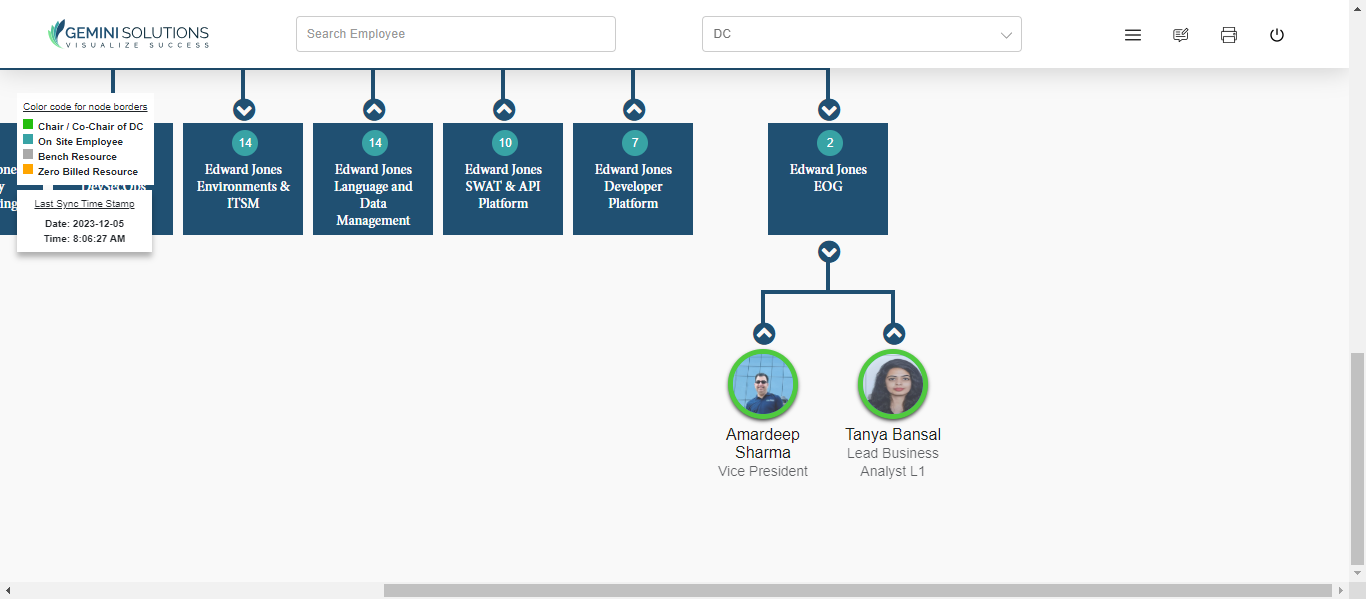 GEMINI SOLUTIONS
VISUALIZE SUCCESS
Search Employee
DC
Color code for node borders
Chair / Co-Chair of DC
On Site Employee
Bench Resource
Zero Billed Resource
Last Sync Time Stamp
Date: 2023-12-05
Time: 8:06:27 AM
DevSecOps
14
Edward Jones
Environments &
ITSM
14
Edward Jones
Language and
Data
Management
10
Edward Jones
SWAT & API
Platform
7
Edward Jones
Developer
Platform
2
Edward Jones
EOG
Amardeep
Sharma
Vice President
Tanya Bansal
Lead Business
Analyst L1